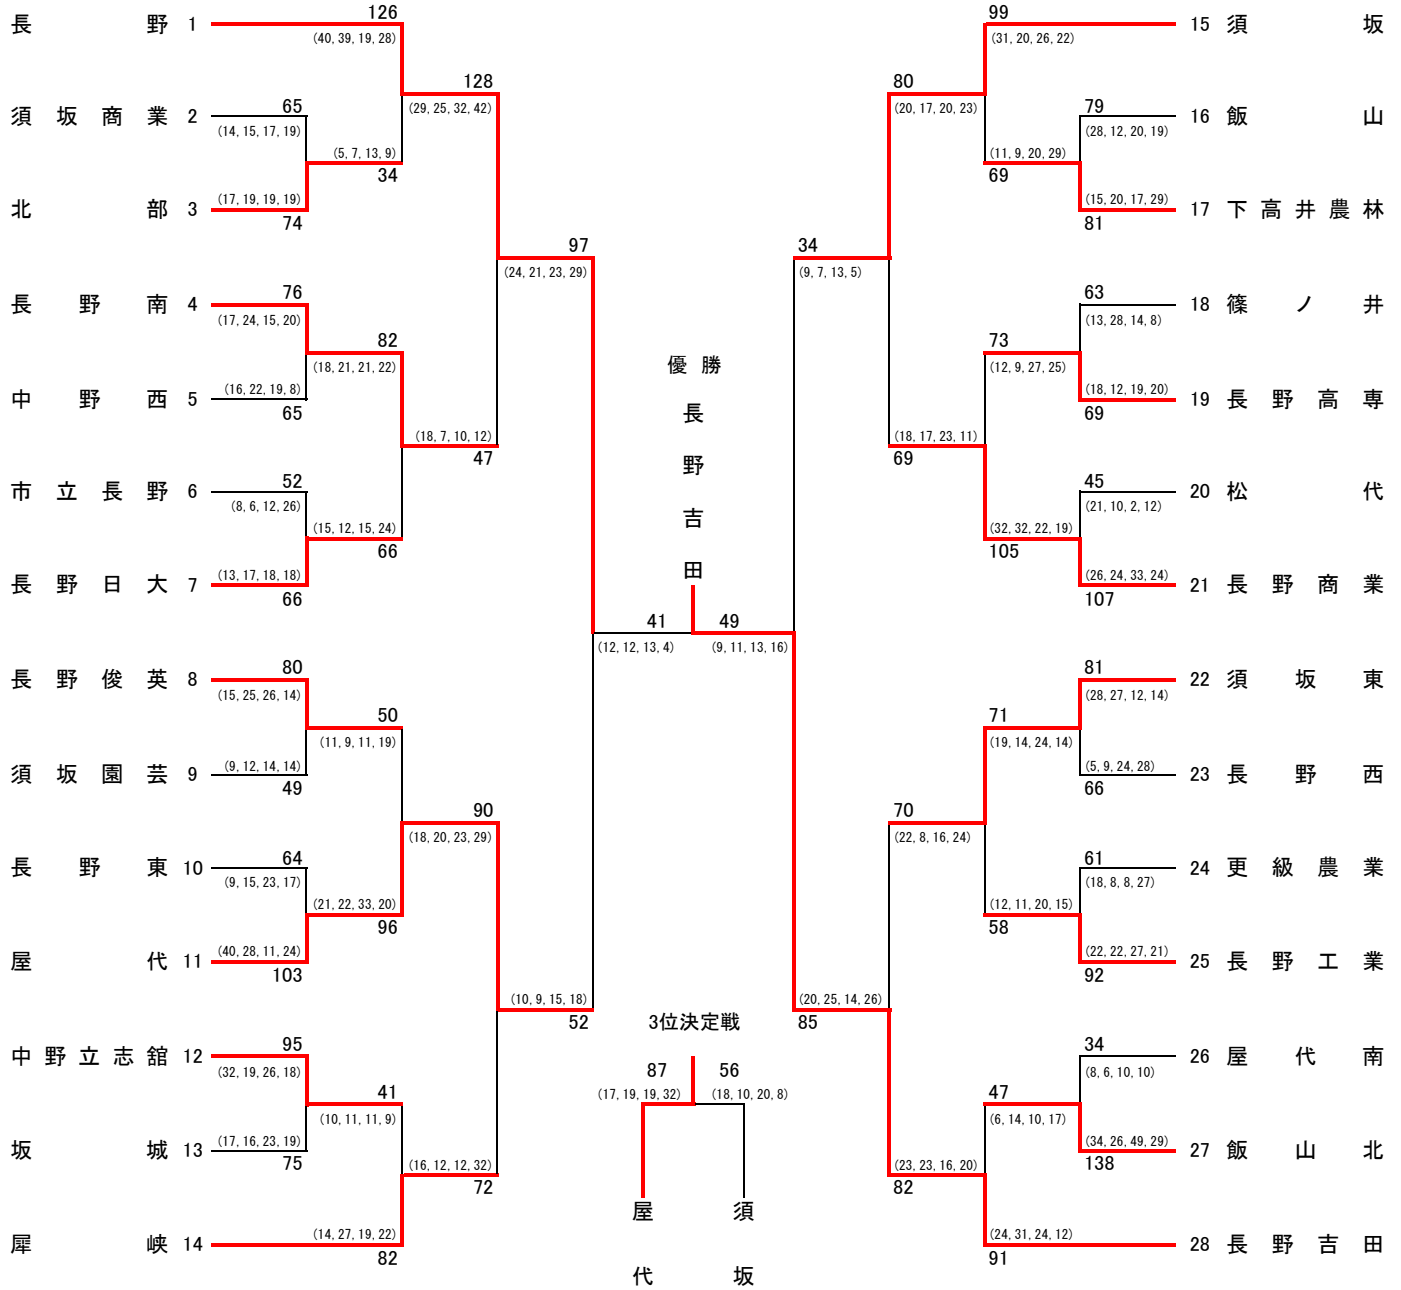 長野 1
126
(40, 39, 19, 28)
須坂商業 2
65
(14, 15, 17, 19)
北部 3
(17, 19, 19, 19)
74
(5, 7, 13, 9)
34
128
(29, 25, 32, 42)
長野南 4
76
(17, 24, 15, 20)
中野西 5
(16, 22, 19, 8)
65
82
(18, 21, 21, 22)
市立長野 6
52
(8, 6, 12, 26)
長野日大 7
(13, 17, 18, 18)
66
(15, 12, 15, 24)
66
(18, 7, 10, 12)
47
97
(24, 21, 23, 29)
長野俊英 8
80
(15, 25, 26, 14)
須坂園芸 9
(9, 12, 14, 14)
49
50
(11, 9, 11, 19)
長野東 10
64
(9, 15, 23, 17)
屋代 11
(40, 28, 11, 24)
103
(21, 22, 33, 20)
96
90
(18, 20, 23, 29)
中野立志舘 12
95
(32, 19, 26, 18)
坂城 13
(17, 16, 23, 19)
75
41
(10, 11, 11, 9)
犀峡 14
(14, 27, 19, 22)
82
(16, 12, 12, 32)
72
(10, 9, 15, 18)
52
優勝
長野吉田
41
(12, 12, 13, 4)
49
(9, 11, 13, 16)
3位決定戦
87
(17, 19, 19, 32)
56
(18, 10, 20, 8)
屋代
須坂
99
(31, 20, 26, 22)
15 須坂
79
(28, 12, 20, 19)
16 飯山
(15, 20, 17, 29)
81
17 下高井農林
(11, 9, 20, 29)
69
80
(20, 17, 20, 23)
63
(13, 28, 14, 8)
18 篠ノ井
(18, 12, 19, 20)
69
19 長野高専
73
(12, 9, 27, 25)
45
(21, 10, 2, 12)
20 松代
(26, 24, 33, 24)
107
21 長野商業
(32, 32, 22, 19)
105
(18, 17, 23, 11)
69
34
(9, 7, 13, 5)
81
(28, 27, 12, 14)
22 須坂東
(5, 9, 24, 28)
66
23 長野西
71
(19, 14, 24, 14)
61
(18, 8, 8, 27)
24 更級農業
(22, 22, 27, 21)
92
25 長野工業
(12, 11, 20, 15)
58
70
(22, 8, 16, 24)
34
(8, 6, 10, 10)
26 屋代南
(34, 26, 49, 29)
138
27 飯山北
47
(6, 14, 10, 17)
(24, 31, 24, 12)
91
28 長野吉田
(23, 23, 16, 20)
82
(20, 25, 14, 26)
85